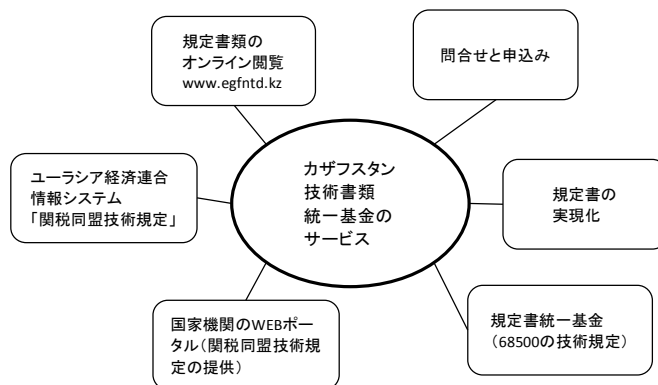 規定書類の
オンライン閲覧
www.egfntd.kz
問合せと申込み
ユーラシア経済連合
情報システム
「関税同盟技術規定」
カザフスタン
技術書類
統一基金の
サービス
規定書の
実現化
国家機関のWEBポー
タル（関税同盟技術規
定の提供）
規定書統一基金
（68500の技術規定）